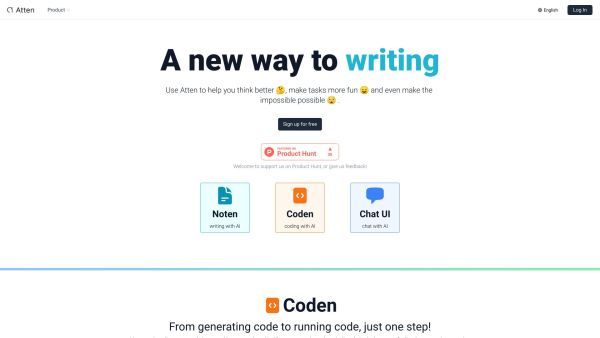 Atten
Product
English
Log In
A new way to writing
Use Atten to help you think better 🤔, make tasks more fun 😄 and even make the
impossible possible 😮 .
Sign up for free
FEATURED ON
Product Hunt
Welcome to support us on Product Hunt, or give us feedback!
Noten
writing with AI
Coden
coding with AI
Chat UI
chat with AI
Coden
From generating code to running code, just one step!